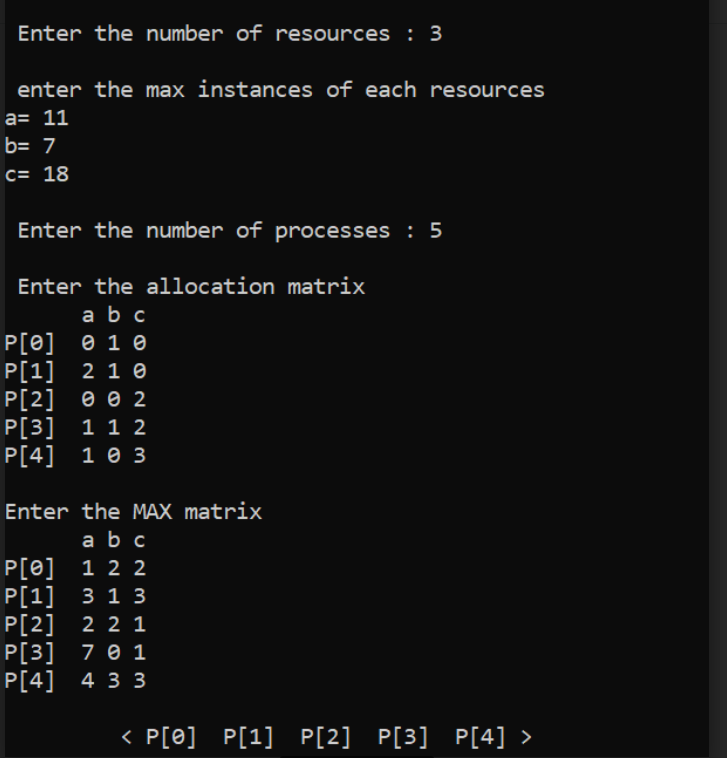 Enter the number of resources : 3
enter the max instances of each resources
a= 11
b= 7
c= 18
Enter the number of processes : 5
Enter the allocation matrix
a b c
P[0] 0 1 0
P[1] 2 1 0
P[2] 0 0 2
P[3] 1 1 2
P[4] 1 0 3
Enter the MAX matrix
a b c
P[0] 1 2 2
P[1] 3 1 3
P[2] 2 2 1
P[3] 7 0 1
P[4] 4 3 3
< P[0] P[1] P[2] P[3] P[4] >